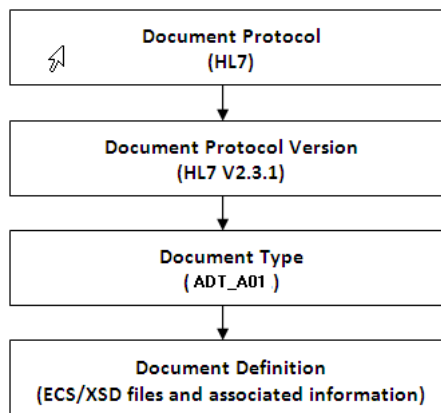 Document Protocol
(HL7)
Document Protocol Version
(HL7 V2.3.1)
Document Type
( ADT_A01 )
Document Definition
(ECS/XSD files and associated information)